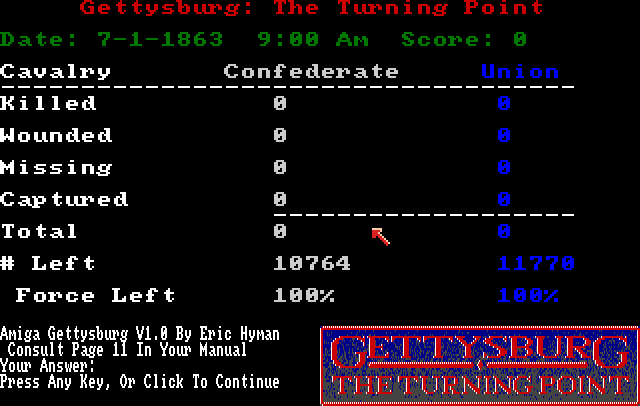 Gettysburg: The Turning Point
Date: 7-1-1863 9:00 Am Score: 0
Cavalry Confederate Union
Killed 0 0
Wounded 0 0
Missing 0 0
Captured 0 0
Total 0 0
# Left 10764 11770
Force Left 100% 100%
Amiga Gettysburg V1.0 By Eric Hyman
Consult Page 11 In Your Manual
Your Answer:
Press Any Key, Or Click To Continue
GETTYSBURG
THE TURNING POINT